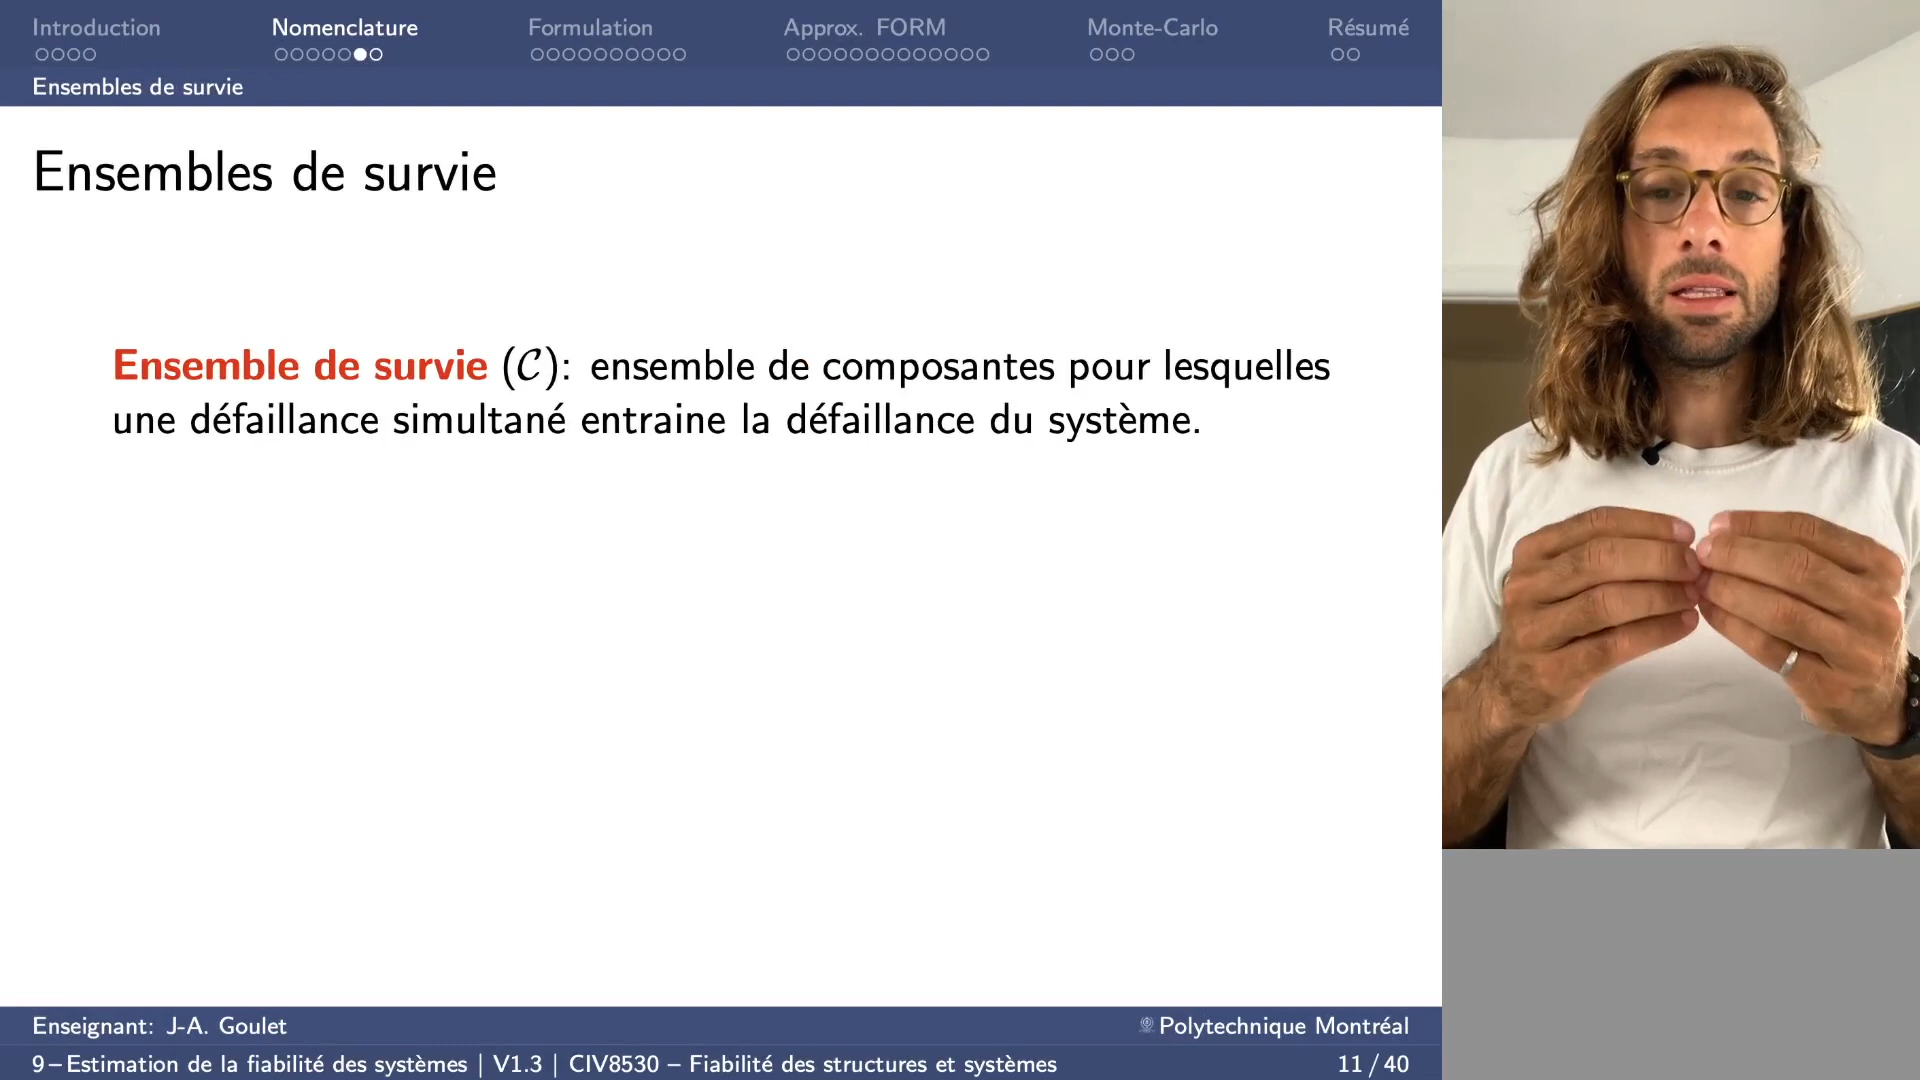 Introduction Nomenclature Formulation Approx. FORM Monte-Carlo Résumé
Ensembles de survie
Ensembles de survie
Ensemble de survie (𝒞): ensemble de composantes pour lesquelles
une défaillance simultané entraine la défaillance du système.
Enseignant: J-A. Goulet Polytechnique Montréal
9 – Estimation de la fiabilité des systèmes | V1.3 | CIV8530 – Fiabilité des structures et systèmes 11 / 40